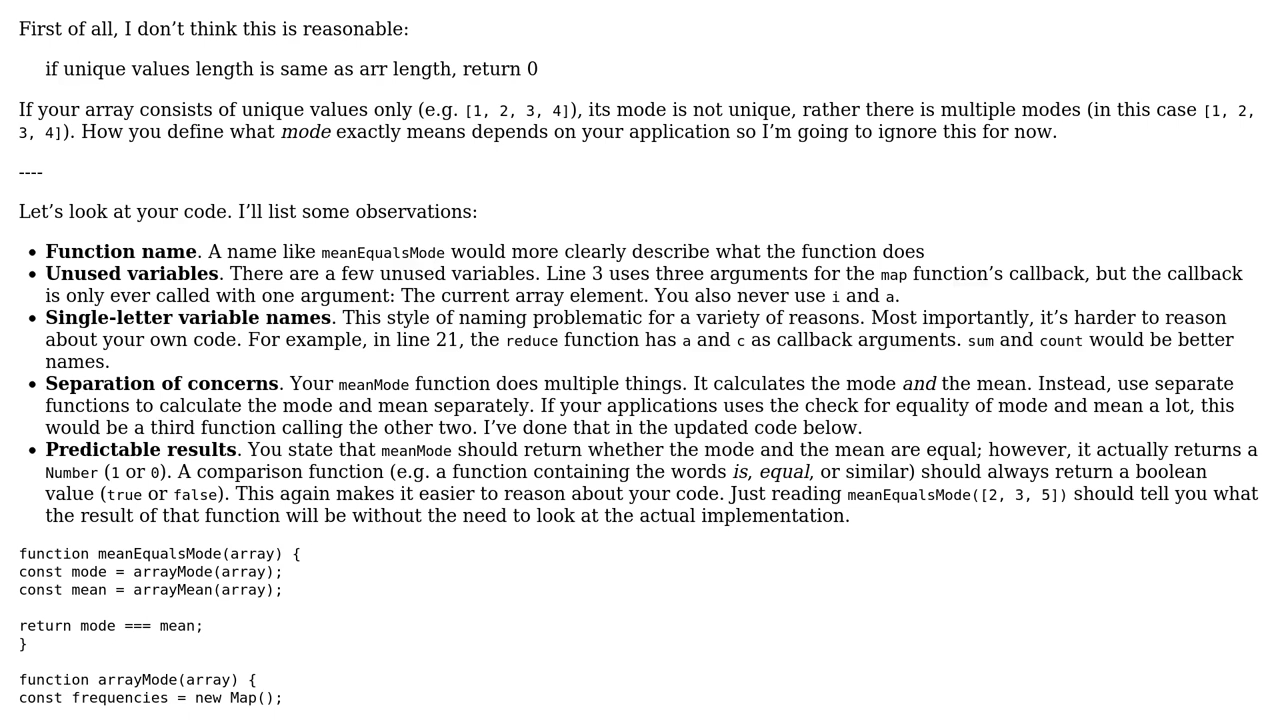 First of all, I don’t think this is reasonable:
if unique values length is same as arr length, return 0
If your array consists of unique values only (e.g. [1, 2, 3, 4]), its mode is not unique, rather there is multiple modes (in this case [1, 2,
3, 4]). How you define what mode exactly means depends on your application so I’m going to ignore this for now.
----
Let’s look at your code. I’ll list some observations:
• Function name. A name like meanEqualsMode would more clearly describe what the function does
• Unused variables. There are a few unused variables. Line 3 uses three arguments for the map function’s callback, but the callback
is only ever called with one argument: The current array element. You also never use i and a.
• Single-letter variable names. This style of naming problematic for a variety of reasons. Most importantly, it’s harder to reason
about your own code. For example, in line 21, the reduce function has a and c as callback arguments. sum and count would be better
names.
• Separation of concerns. Your meanMode function does multiple things. It calculates the mode and the mean. Instead, use separate
functions to calculate the mode and mean separately. If your applications uses the check for equality of mode and mean a lot, this
would be a third function calling the other two. I’ve done that in the updated code below.
• Predictable results. You state that meanMode should return whether the mode and the mean are equal; however, it actually returns a
Number (1 or 0). A comparison function (e.g. a function containing the words is, equal, or similar) should always return a boolean
value (true or false). This again makes it easier to reason about your code. Just reading meanEqualsMode([2, 3, 5]) should tell you what
the result of that function will be without the need to look at the actual implementation.
function meanEqualsMode(array) {
const mode = arrayMode(array);
const mean = arrayMean(array);
return mode === mean;
}
function arrayMode(array) {
const frequencies = new Map();